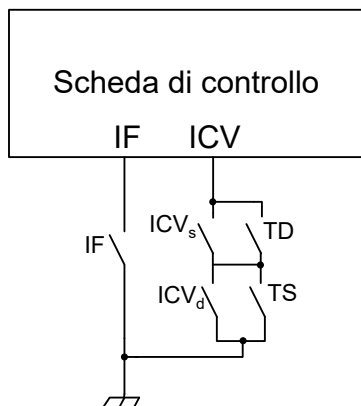 Scheda di controllo
IF ICV
ICVs TD
IF
ICVd TS